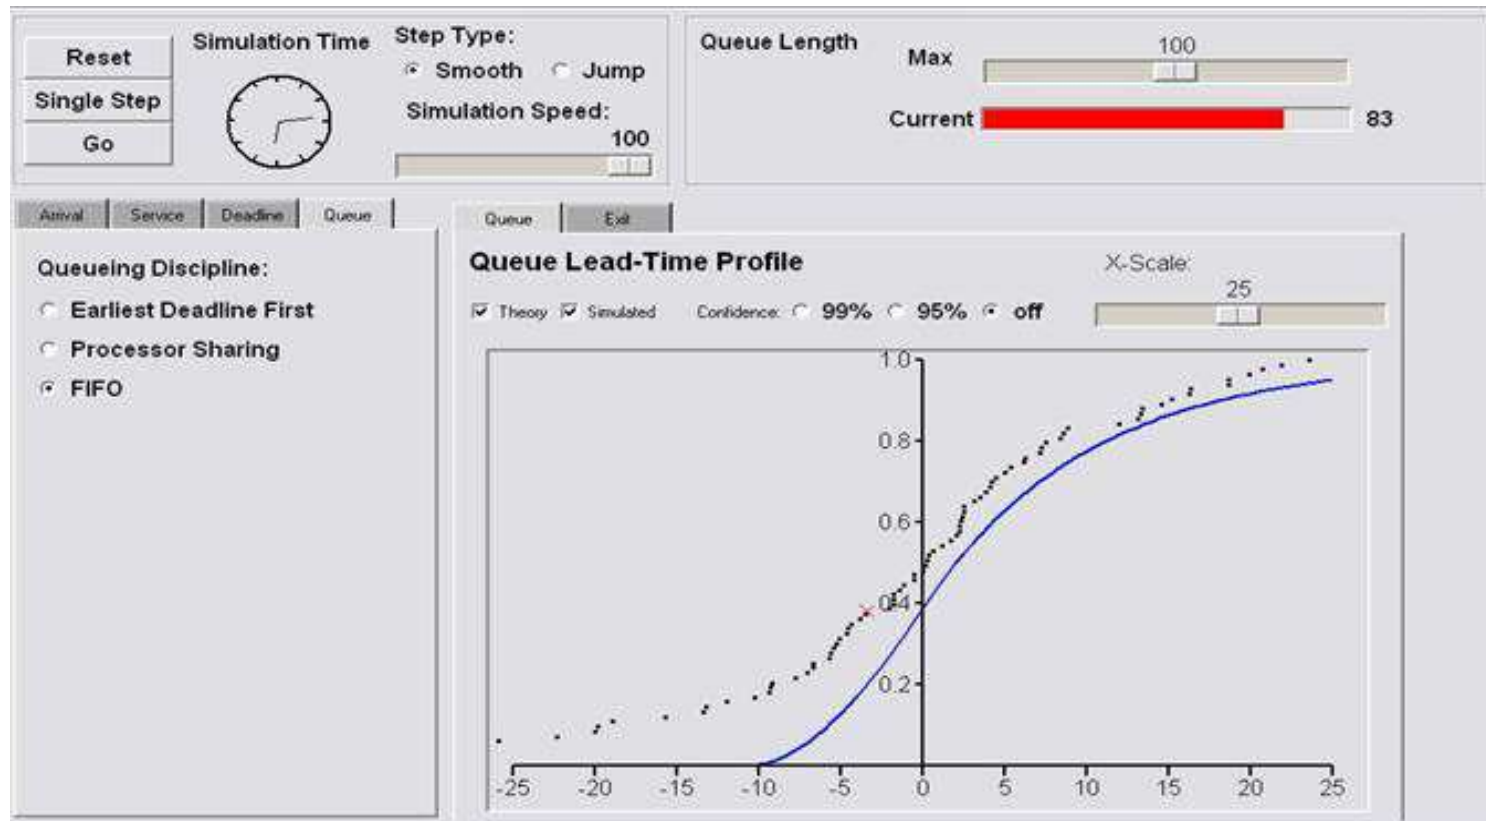 Reset
Single Step
Go
Simulation Time
Step Type:
Smooth Jump
Simulation Speed:
100
Queue Length
Max
100
Current
83
Arrival Service Deadline Queue
Queueing Discipline:
Earliest Deadline First
Processor Sharing
FIFO
Queue Exit
Queue Lead-Time Profile
X-Scale:
25
Theory Simulated Confidence: 99% 95% off
1.0
0.8
0.6
0.4
0.2
-25 -20 -15 -10 -5 0 5 10 15 20 25